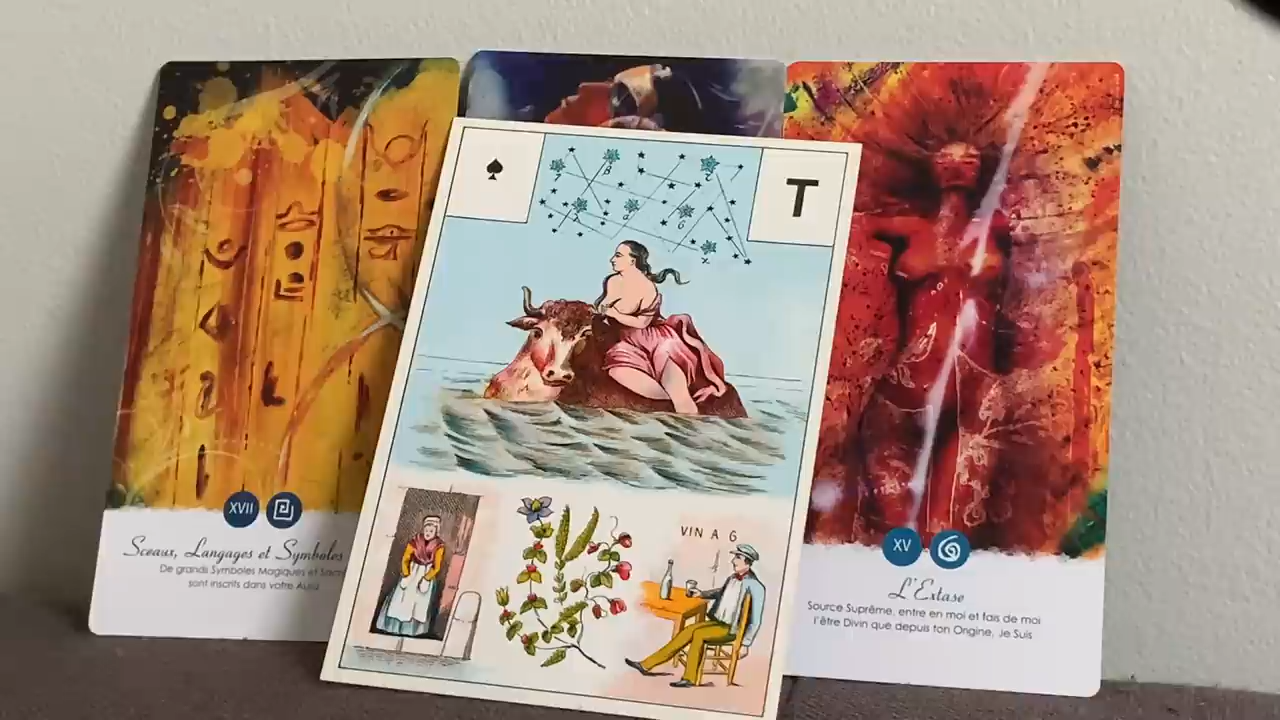 T
VIN A 6
XVII
Sceaux, Langages et Symboles
De grands Symboles Magiques et
sont inscrits dans votre Aura
XV
L'Extase
Source Suprême, entre en moi et fais de moi
l'être Divin que depuis ton Origine, Je Suis